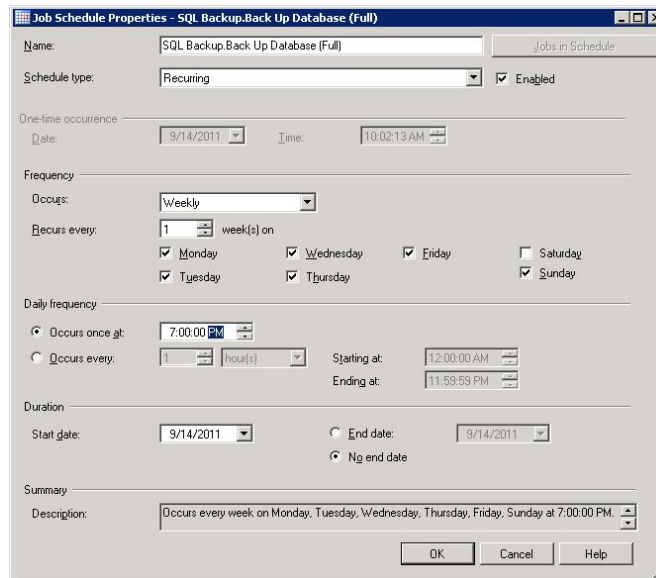 Job Schedule Properties - SQL Backup.Back Up Database (Full)
Name: SQL Backup.Back Up Database (Full) Jobs in Schedule
Schedule type: Recurring Enabled
One-time occurrence
Date: 9/14/2011 Time: 10:02:13 AM
Frequency
Occurs: Weekly
Recurs every: 1 week(s) on
Monday Wednesday Friday Saturday
Tuesday Thursday Sunday
Daily frequency
Occurs once at: 7:00:00 PM
Occurs every: 1 hour(s) Starting at: 12:00:00 AM
Ending at: 11:59:59 PM
Duration
Start date: 9/14/2011 End date: 9/14/2011
No end date
Summary
Description: Occurs every week on Monday, Tuesday, Wednesday, Thursday, Friday, Sunday at 7:00:00 PM.
OK Cancel Help